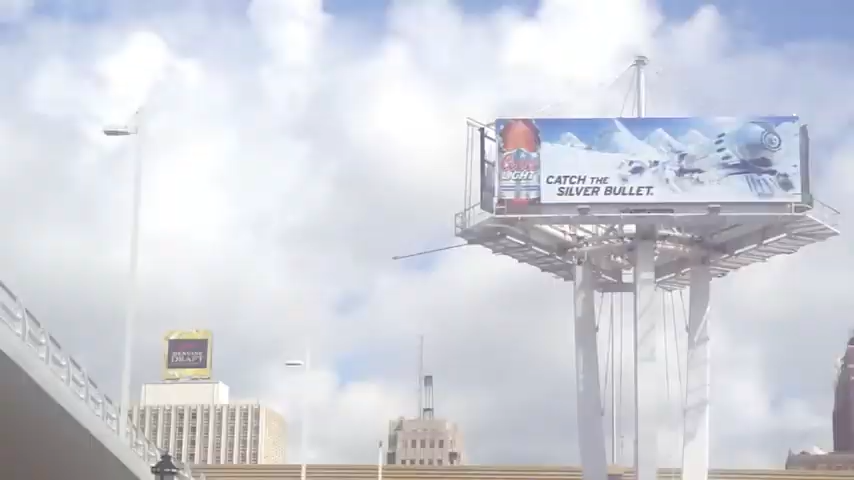 Coors
LIGHT
CATCH THE
SILVER BULLET.
GENUINE
DRAFT